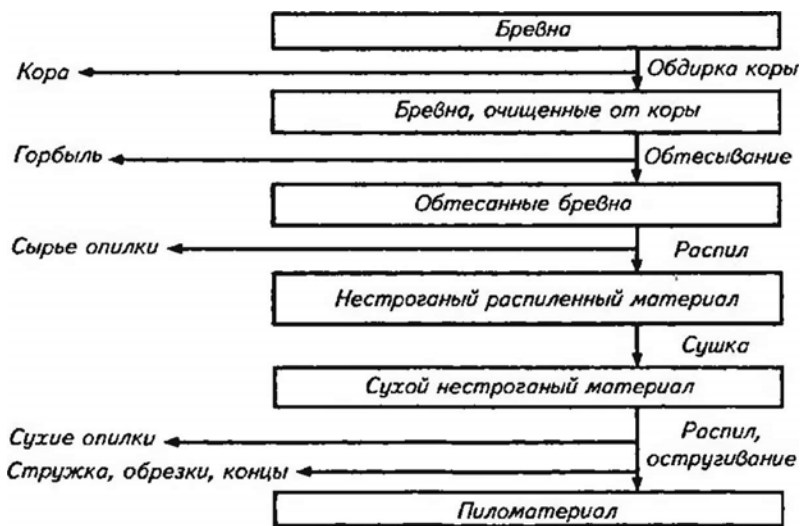 Бревна
Кора
Обдирка коры
Бревна, очищенные от коры
Горбыль
Обтесывание
Обтесанные бревна
Сырье опилки
Распил
Нестроганый распиленный материал
Сушка
Сухой нестроганый материал
Сухие опилки
Распил,
остругивание
Стружка, обрезки, концы
Пиломатериал